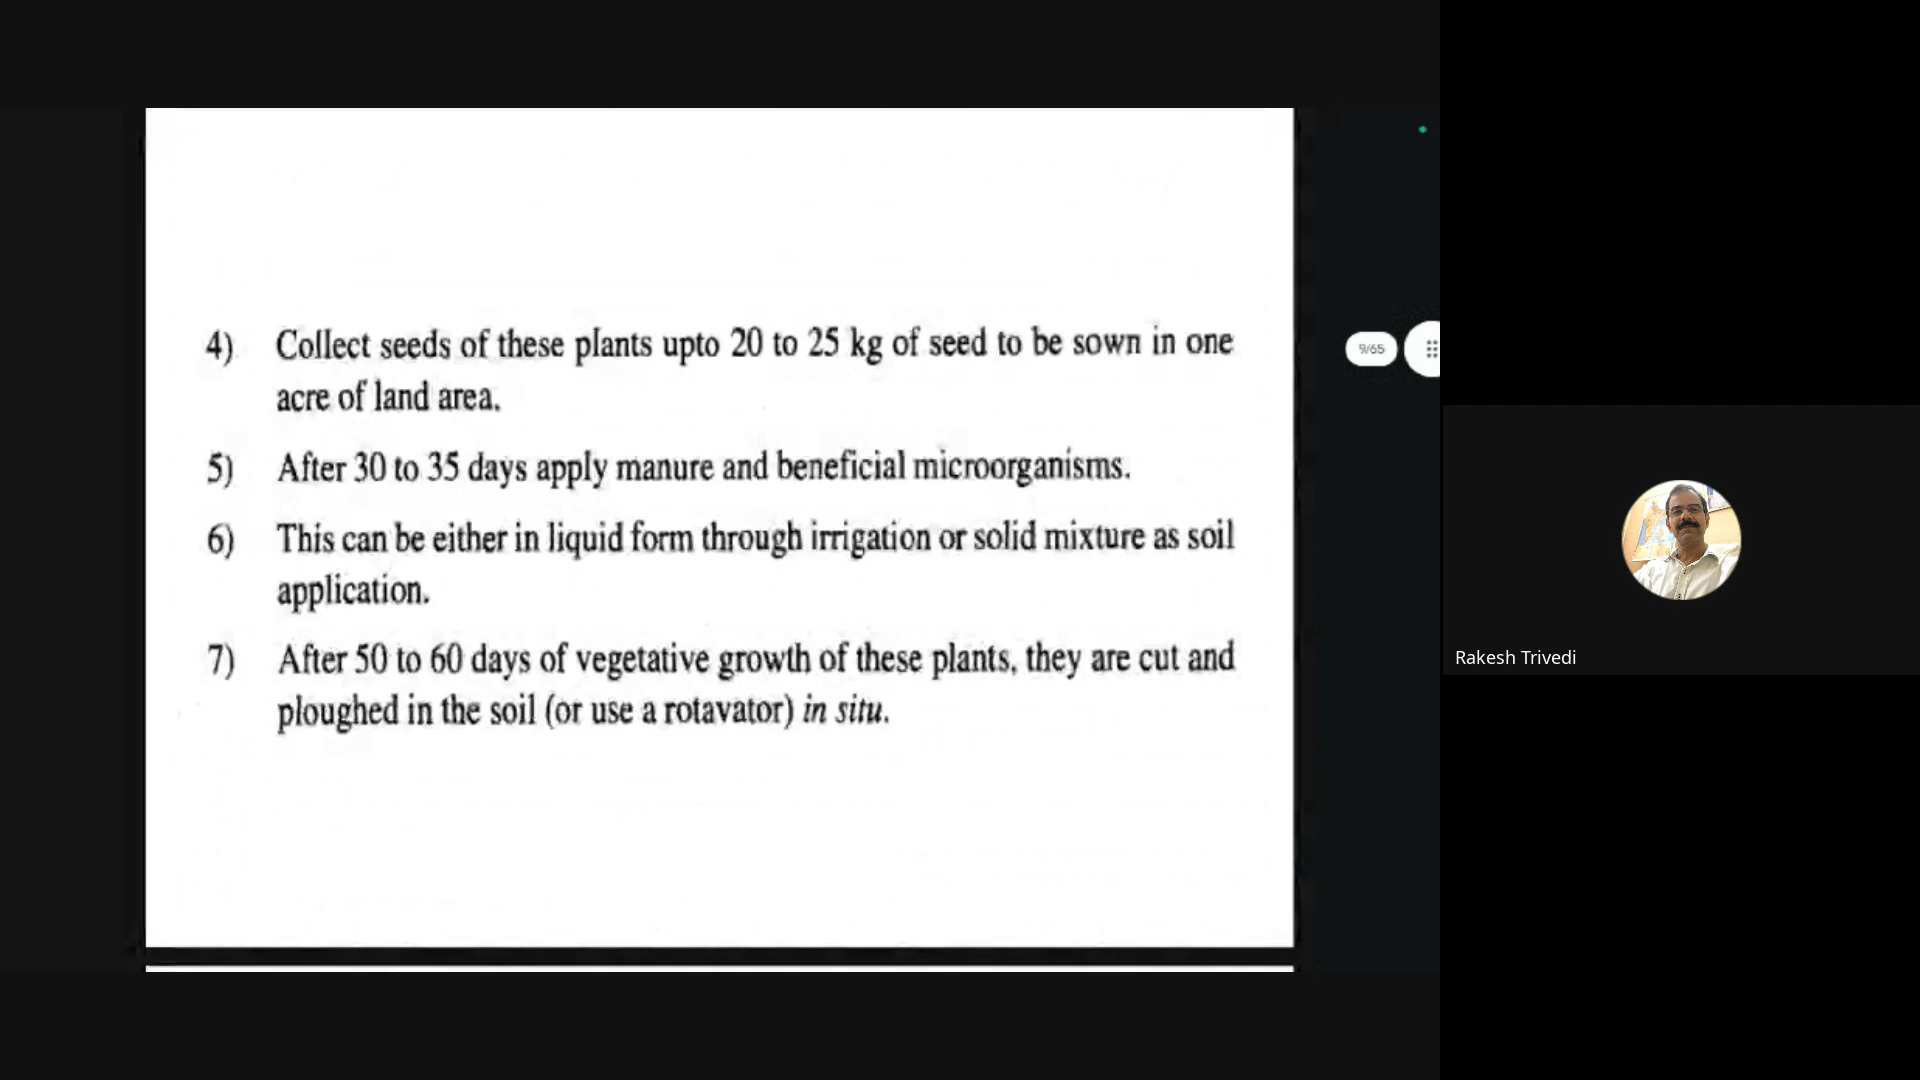 4) Collect seeds of these plants upto 20 to 25 kg of seed to be sown in one
acre of land area.
5) After 30 to 35 days apply manure and beneficial microorganisms.
6) This can be either in liquid form through irrigation or solid mixture as soil
application.
7) After 50 to 60 days of vegetative growth of these plants, they are cut and
ploughed in the soil (or use a rotavator) in situ.
9/65
Rakesh Trivedi